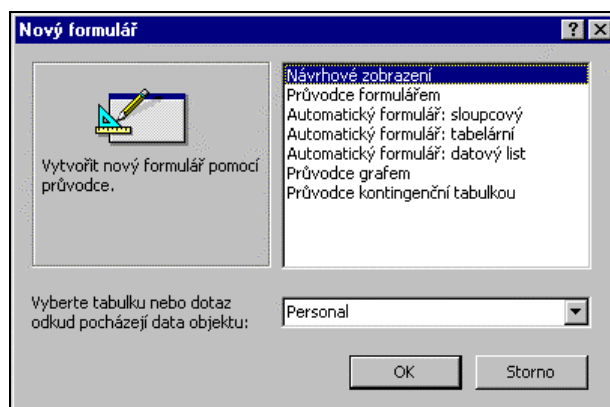 Nový formulář
Vytvořit nový formulář pomocí
průvodce.
Návrhové zobrazení
Průvodce formulářem
Automatický formulář: sloupcový
Automatický formulář: tabelární
Automatický formulář: datový list
Průvodce grafem
Průvodce kontingenční tabulkou
Vyberte tabulku nebo dotaz
odkud pocházejí data objektu:
Personal
OK
Storno